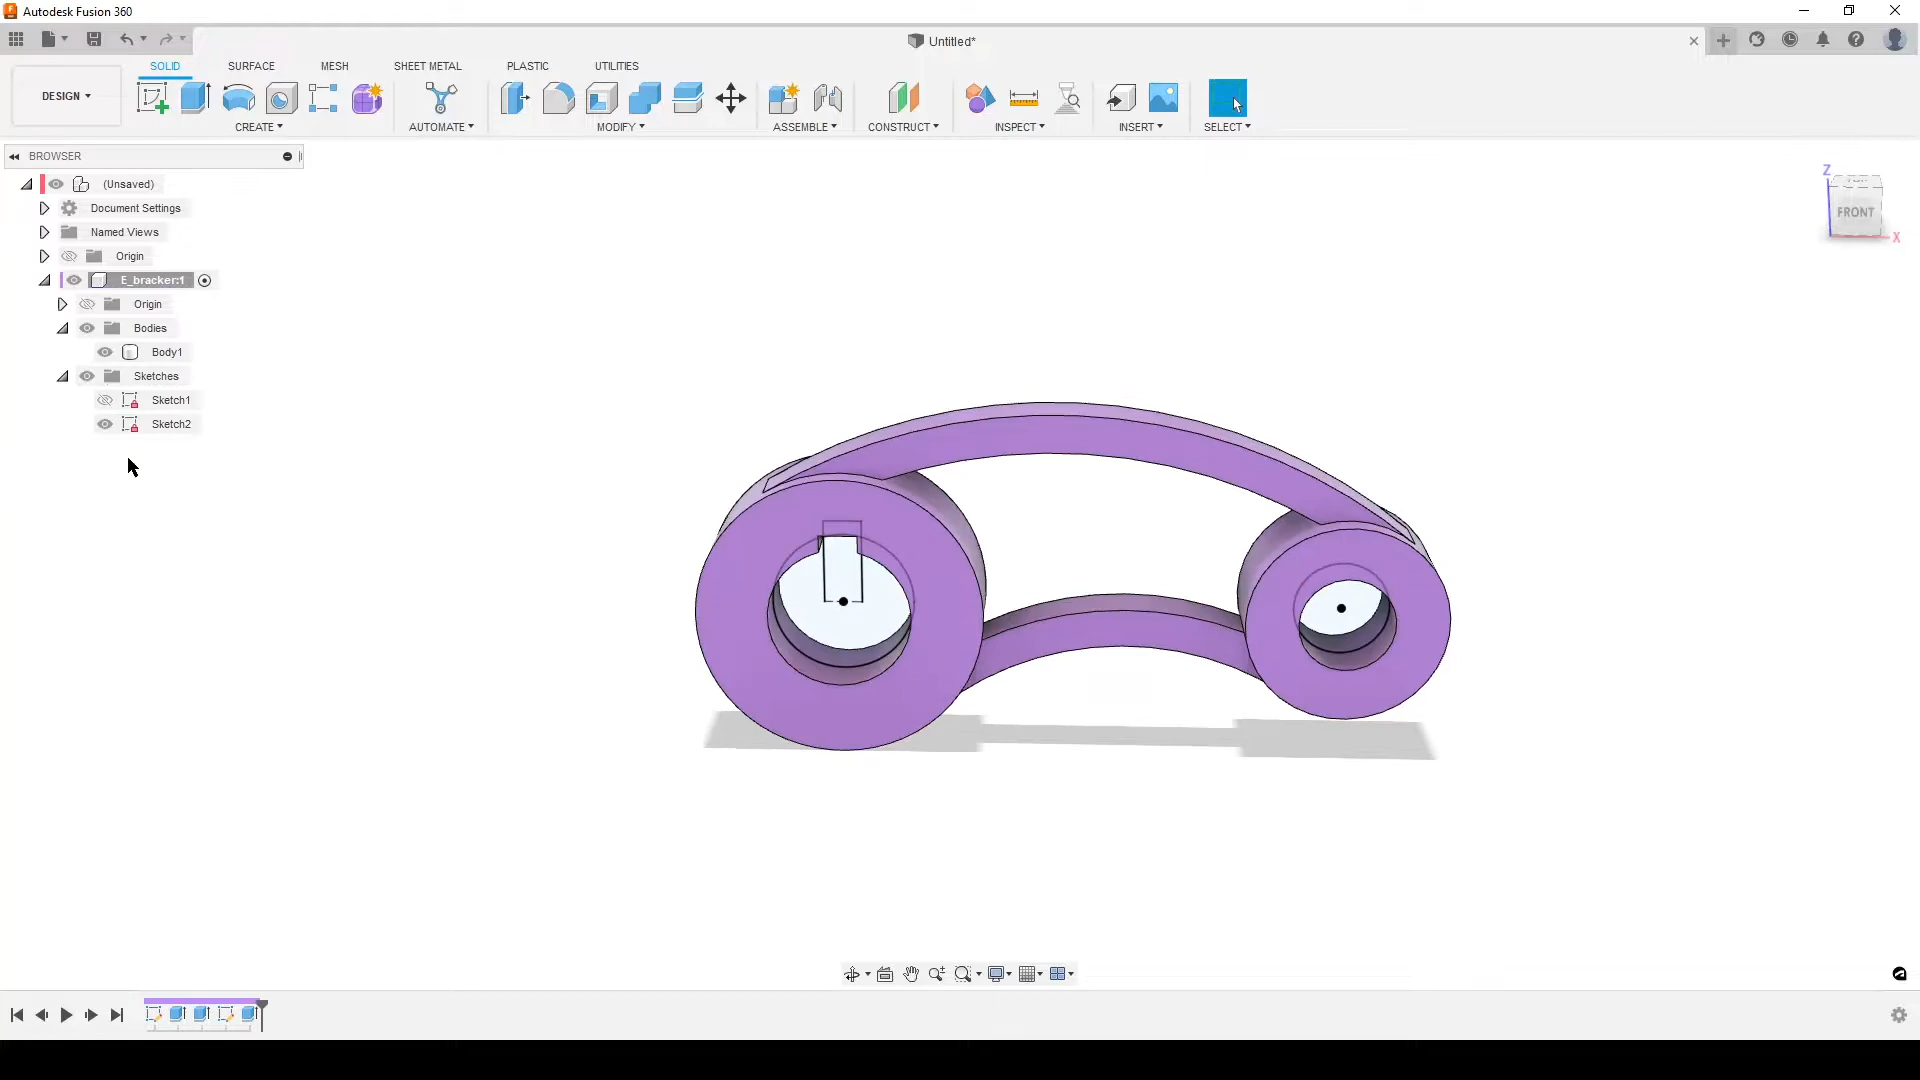 Autodesk Fusion 360
Untitled*
SOLID SURFACE MESH SHEET METAL PLASTIC UTILITIES
DESIGN
CREATE AUTOMATE MODIFY ASSEMBLE CONSTRUCT INSPECT INSERT SELECT
BROWSER
(Unsaved)
Document Settings
Named Views
Origin
E_bracker:1
Origin
Bodies
Body1
Sketches
Sketch1
Sketch2
Z
TOP
FRONT
X